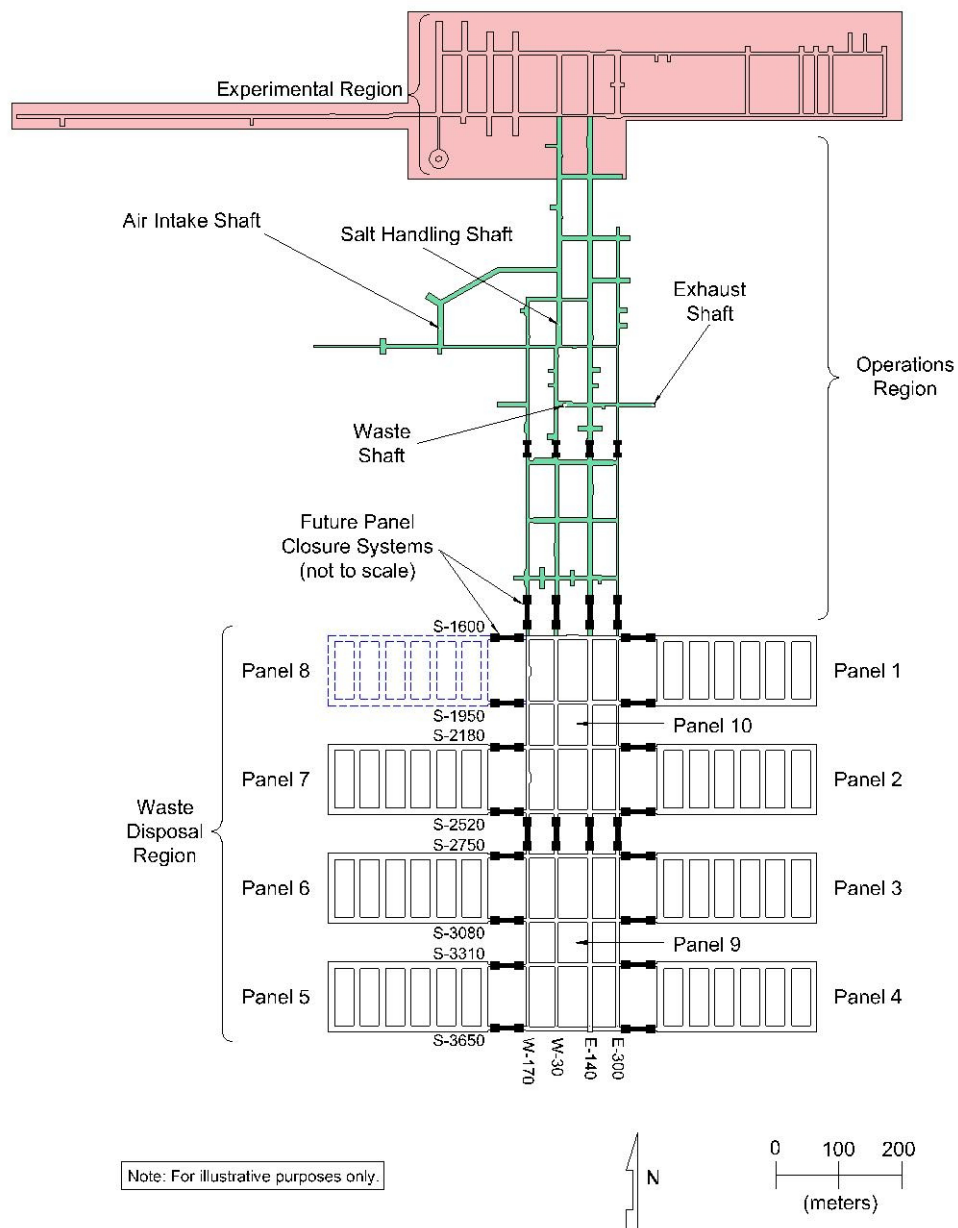 Experimental Region
Air Intake Shaft
Salt Handling Shaft
Exhaust
Shaft
Operations
Region
Waste
Shaft
Future Panel
Closure Systems
(not to scale)
S-1600
Panel 8
Panel 1
S-1950
S-2180
Panel 10
Panel 7
Panel 2
Waste
Disposal
Region
S-2520
S-2750
Panel 6
Panel 3
S-3080
S-3310
Panel 9
Panel 5
Panel 4
S-3650
W-170
W-30
E-140
E-300
Note: For illustrative purposes only.
N
0 100 200
(meters)